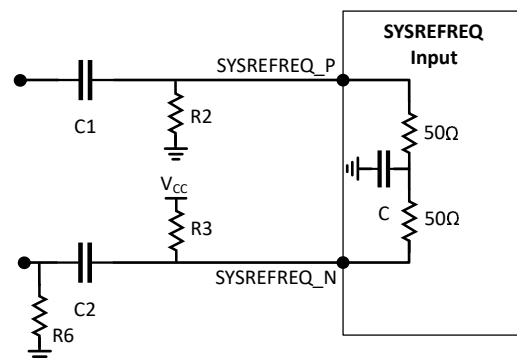 SYSREFREQ
Input
SYSREFREQ_P
C1
R2
50Ω
VCC
R3
C
50Ω
C2
SYSREFREQ_N
R6